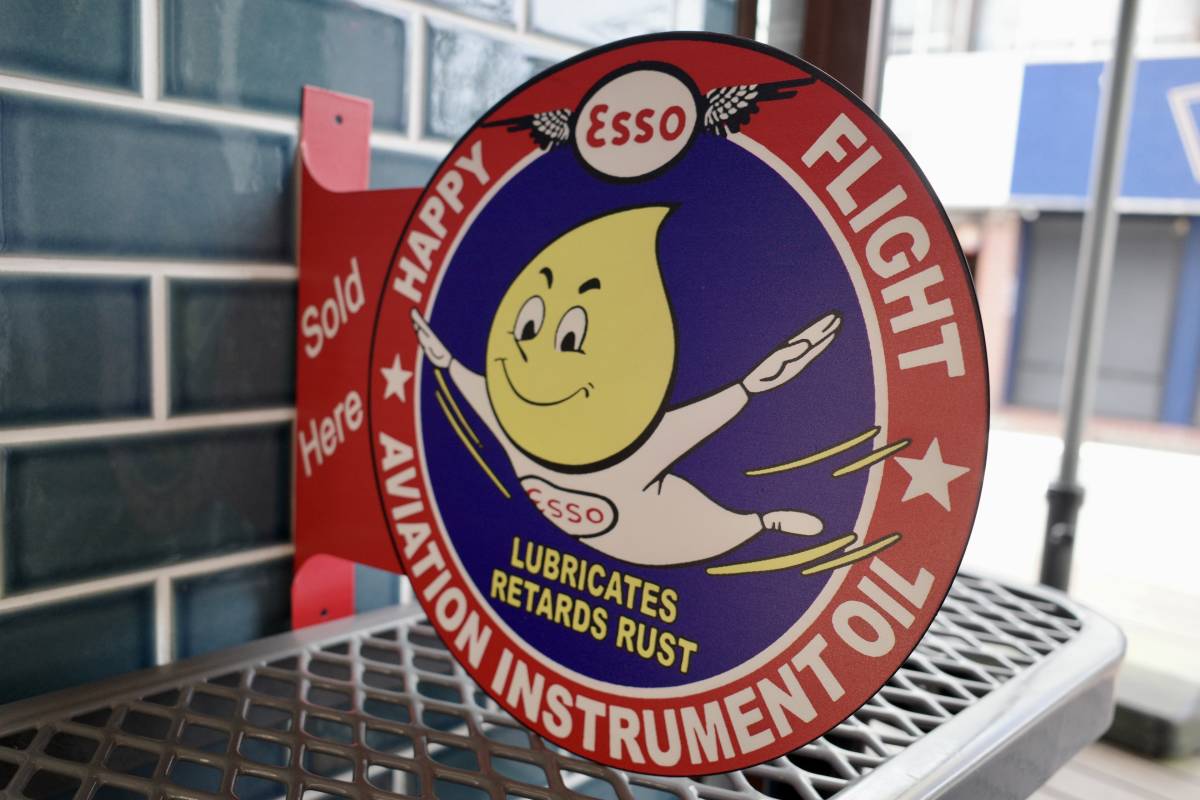 Esso
HAPPY FLIGHT
Sold
Here
ESSO
LUBRICATES
RETARDS RUST
AVIATION INSTRUMENT OIL